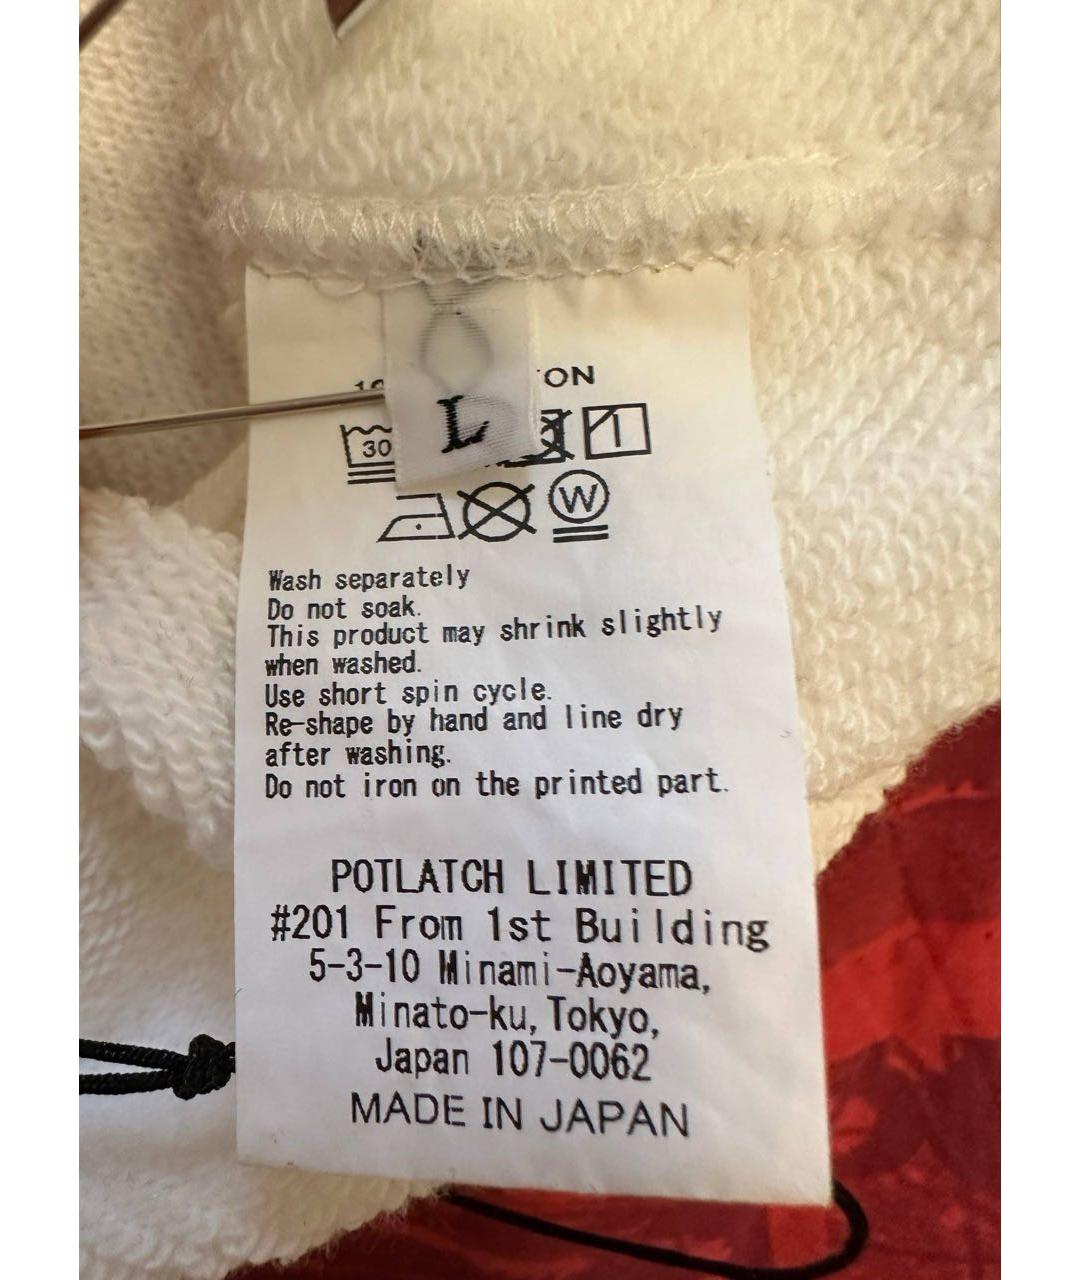 ON
L
30
W
Wash separately
Do not soak.
This product may shrink slightly
when washed.
Use short spin cycle.
Re-shape by hand and line dry
after washing.
Do not iron on the printed part.
POTLATCH LIMITED
#201 From 1st Building
5-3-10 Minami-Aoyama,
Minato-ku, Tokyo,
Japan 107-0062
MADE IN JAPAN